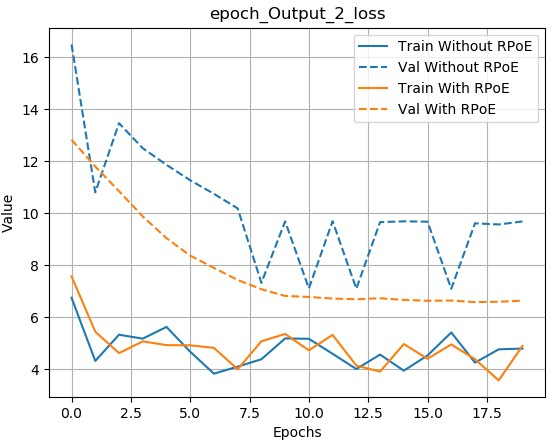 epoch_Output_2_loss
Train Without RPoE
Val Without RPoE
Train With RPoE
Val With RPoE
Value
16
14
12
10
8
6
4
0.0 2.5 5.0 7.5 10.0 12.5 15.0 17.5
Epochs